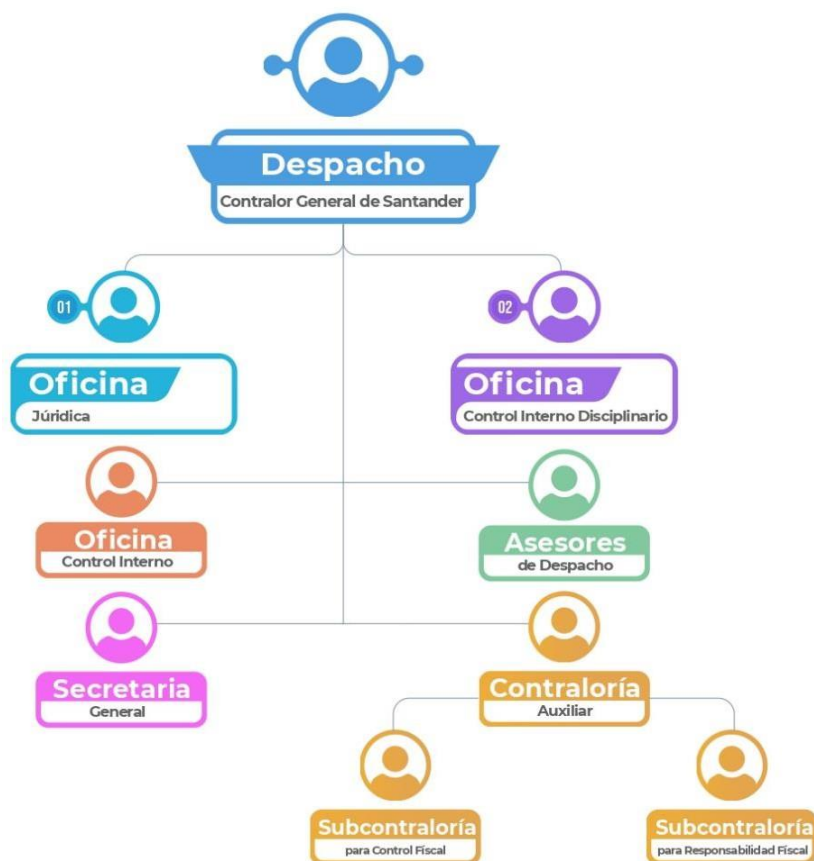 Despacho
Contralor General de Santander
01
02
Oficina
Júridica
Oficina
Control Interno Disciplinario
Oficina
Control Interno
Asesores
de Despacho
Secretaria
General
Contraloría
Auxiliar
Subcontraloría
para Control Fiscal
Subcontraloría
para Responsabilidad Fiscal